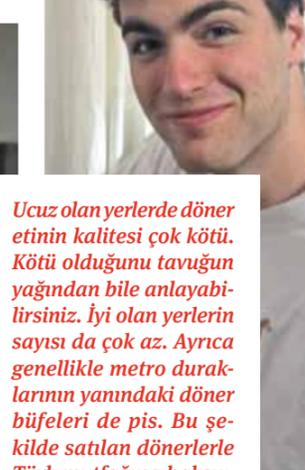 Ucuz olan yerlerde döner
etinin kalitesi çok kötü.
Kötü olduğunu tavuğun
yağından bile anlayabi-
lirsiniz. İyi olan yerlerin
sayısı da çok az. Ayrıca
genellikle metro durak-
larının yanındaki döner
büfeleri de pis. Bu şe-
kilde satılan dönerlerle